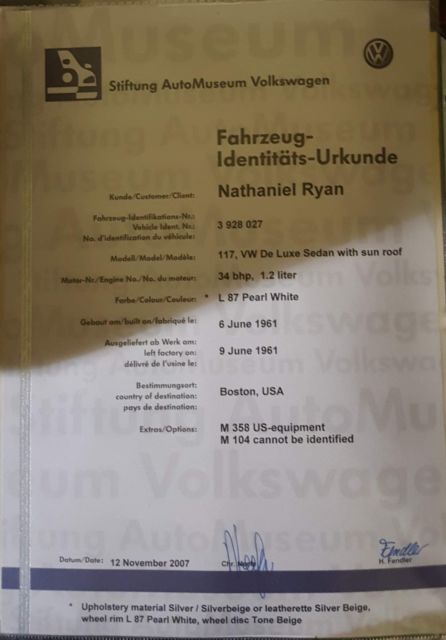 Stiftung AutoMuseum Volkswagen
Fahrzeug-
Identitäts-Urkunde
Kunde/Customer/Client: Nathaniel Ryan
Fahrzeug-Identifikations-Nr.:
Vehicle Ident. No.: 3 928 027
No. d'identification du véhicule:
Modell/Model/Modèle: 117, VW De Luxe Sedan with sun roof
Motor-Nr/Engine No./No. du moteur: 34 bhp, 1.2 liter
Farbe/Colour/Couleur: * L 87 Pearl White
Gebaut am/built on/fabriqué le: 6 June 1961
Ausgeliefert ab Werk am:
left factory on: 9 June 1961
délivré de l'usine le:
Bestimmungsort:
country of destination: Boston, USA
pays de destination:
Extras/Options: M 358 US-equipment
M 104 cannot be identified
Datum/Date: 12 November 2007
Chr.
H. Fendler
* Upholstery material Silver / Silverbeige or leatherette Silver Beige,
wheel rim L 87 Pearl White, wheel disc Tone Beige